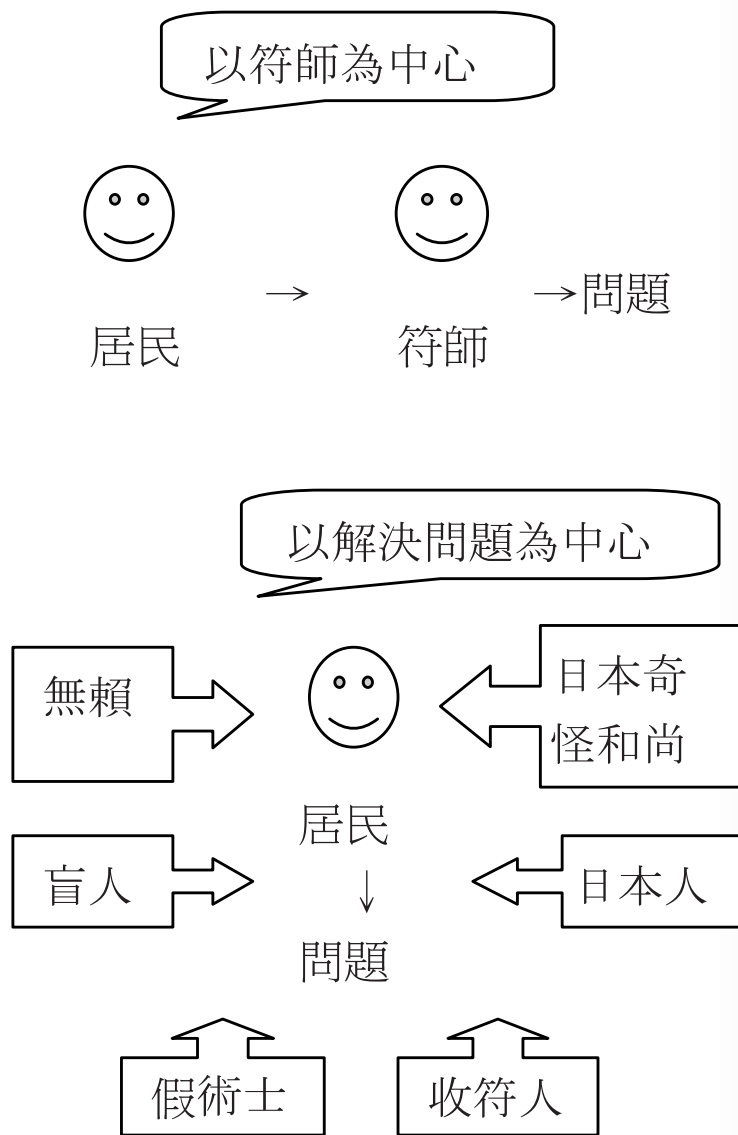 以符師為中心
→ →問題
居民 符師
以解決問題為中心
無賴
日本奇
怪和尚
居民
盲人
↓
日本人
問題
假術士 收符人